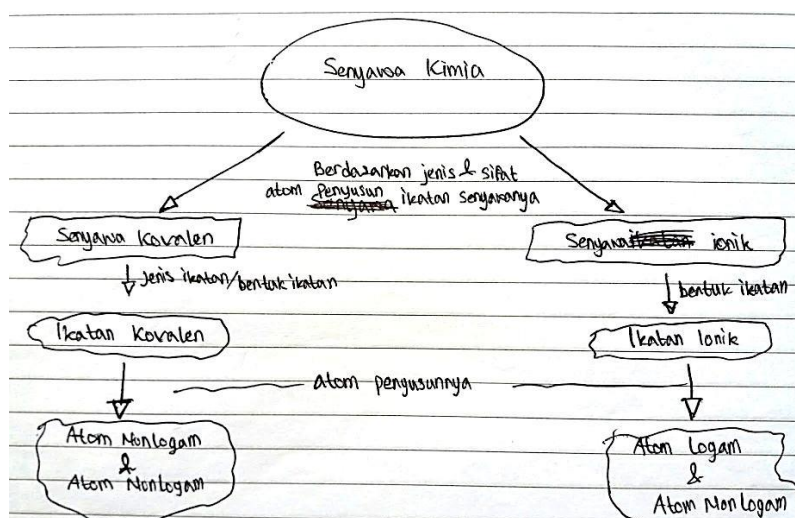 Senyawa Kimia
Berdasarkan jenis & sifat
atom Penyusun ikatan senyawanya
Senyawa Kovalen
Senyawa ionik
jenis ikatan/bentuk ikatan
bentuk ikatan
Ikatan Kovalen
Ikatan Ionik
atom pengusunnya
Atom Nonlogam
&
Atom Nonlogam
Atom Logam
&
Atom Nonlogam